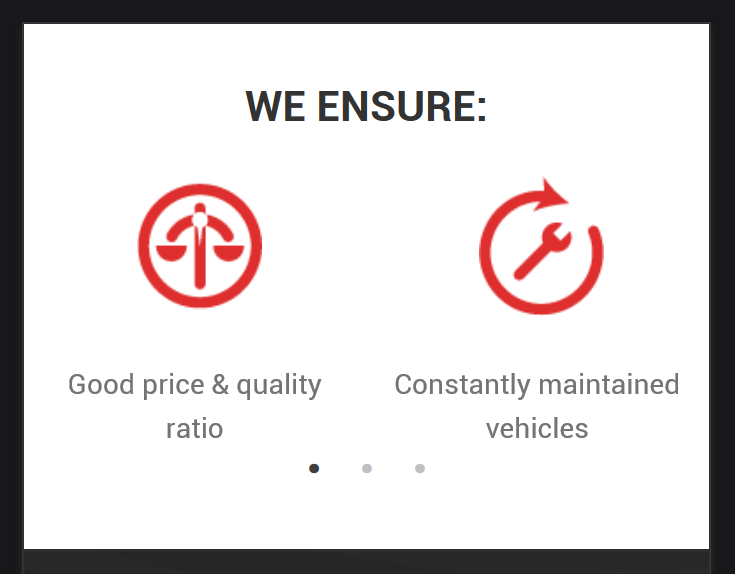 WE ENSURE:
Good price & quality
ratio
Constantly maintained
vehicles